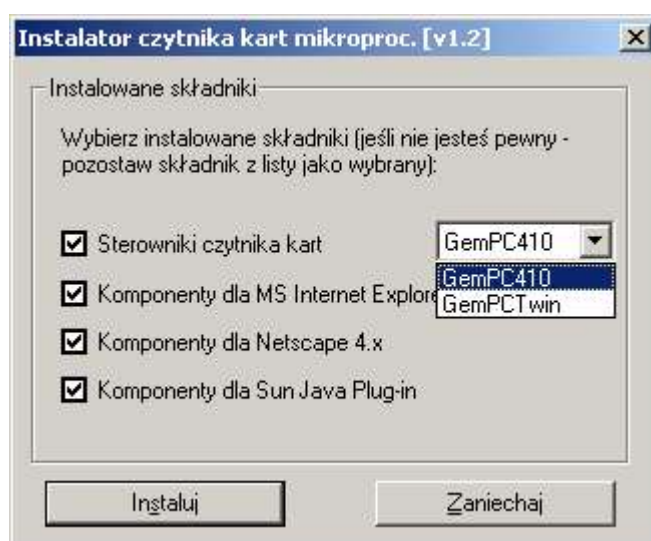 Instalator czytnika kart mikroproc. [v1.2]
Instalowane składniki
Wybierz instalowane składniki (jeśli nie jesteś pewny -
pozostaw składnik z listy jako wybrany):
Sterowniki czytnika kart GemPC410
GemPC410
Komponenty dla MS Internet Explore
GemPCTwin
Komponenty dla Netscape 4.x
Komponenty dla Sun Java Plug-in
Instaluj Zaniechaj